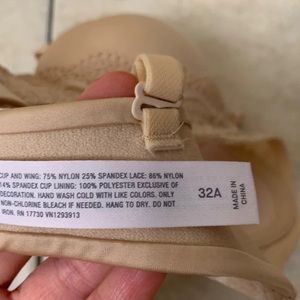 CUP AND WING: 75% NYLON 25% SPANDEX LACE: 86% NYLON
14% SPANDEX CUP LINING: 100% POLYESTER EXCLUSIVE OF
DECORATION. HAND WASH COLD WITH LIKE COLORS. ONLY
NON-CHLORINE BLEACH IF NEEDED. HANG TO DRY. DO NOT
IRON. RN 17730 VN1293913
32A
MADE IN
CHINA